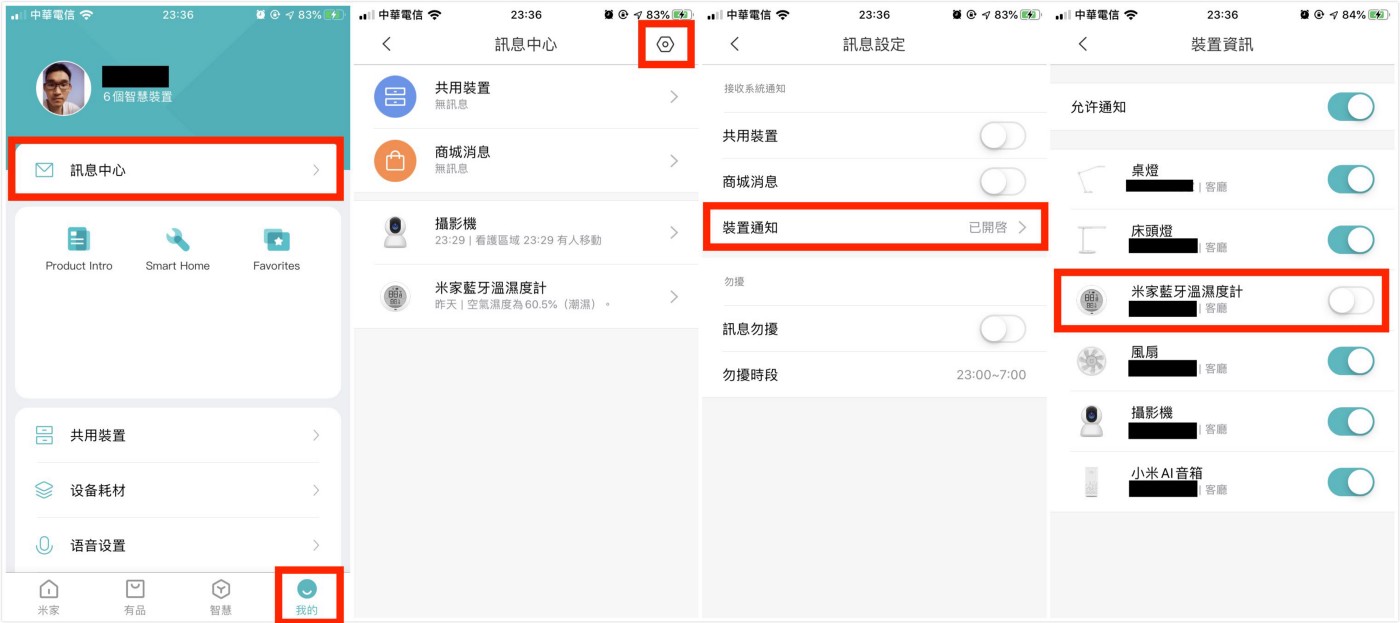 中華電信 23:36 83%
6個智慧裝置
訊息中心
Product Intro Smart Home Favorites
共用裝置
设备耗材
语音设置
米家 有品 智慧 我的
中華電信 23:36 83%
訊息中心
共用裝置
無訊息
商城消息
無訊息
攝影機
23:29 | 看護區域 23:29 有人移動
米家藍牙溫濕度計
昨天 | 空氣濕度為60.5%（潮濕）。
中華電信 23:36 83%
訊息設定
接收系統通知
共用裝置
商城消息
裝置通知 已開啓
勿擾
訊息勿擾
勿擾時段 23:00~7:00
中華電信 23:36 84%
裝置資訊
允许通知
桌燈
| 客廳
床頭燈
| 客廳
米家藍牙溫濕度計
| 客廳
風扇
| 客廳
攝影機
| 客廳
小米AI音箱
| 客廳